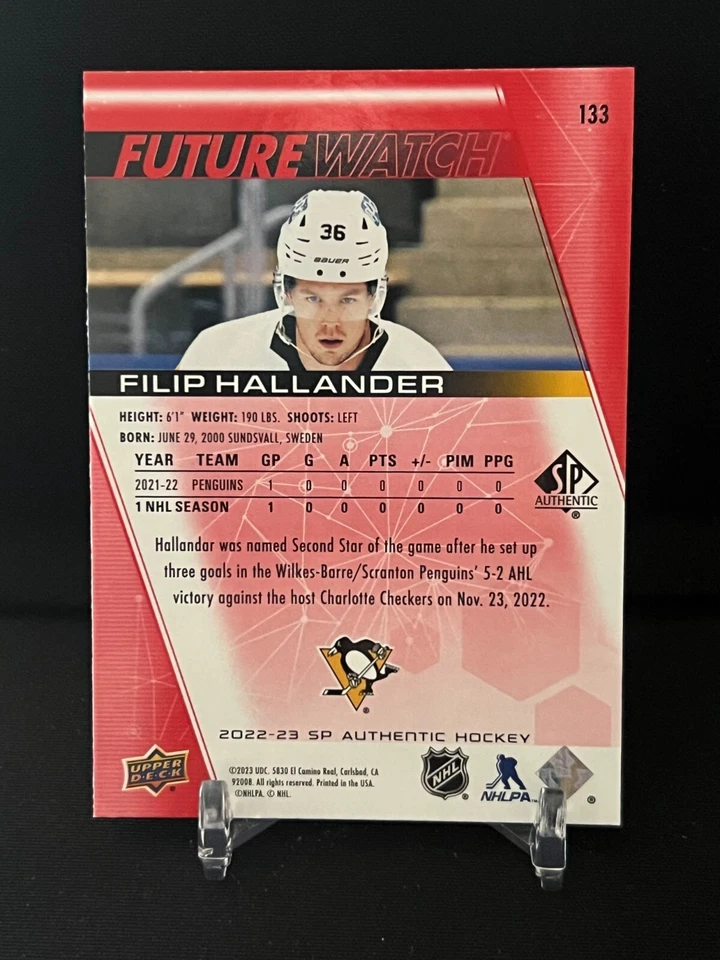 133
FUTURE WATCH
36
BAUER
FILIP HALLANDER
HEIGHT: 6'1" WEIGHT: 190 LBS. SHOOTS: LEFT
BORN: JUNE 29, 2000 SUNDSVALL, SWEDEN
YEAR TEAM GP G A PTS +/- PIM PPG
2021-22 PENGUINS 1 0 0 0 0 0 0
1 NHL SEASON 1 0 0 0 0 0 0
SP
AUTHENTIC
®
Hallandar was named Second Star of the game after he set up
three goals in the Wilkes-Barre/Scranton Penguins' 5-2 AHL
victory against the host Charlotte Checkers on Nov. 23, 2022.
®
2022-23 SP AUTHENTIC HOCKEY
UPPER
DECK
®
©2023 UDC. 5830 El Camino Real, Carlsbad, CA
92008. All rights reserved. Printed in the USA.
©NHLPA. © NHL.
NHL
®
NHLPA™
®